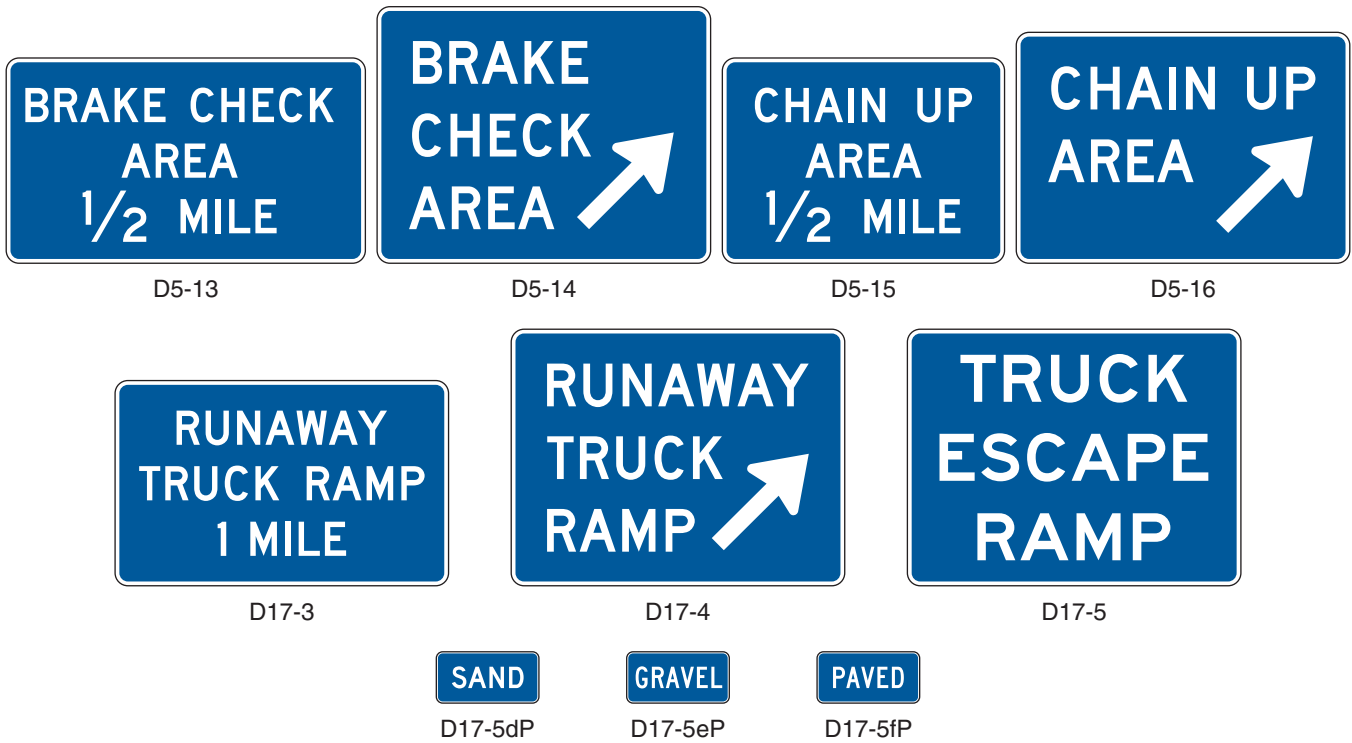 BRAKE CHECK
AREA
1/2 MILE
D5-13
BRAKE
CHECK
AREA
D5-14
CHAIN UP
AREA
1/2 MILE
D5-15
CHAIN UP
AREA
D5-16
RUNAWAY
TRUCK RAMP
1 MILE
D17-3
RUNAWAY
TRUCK
RAMP
D17-4
TRUCK
ESCAPE
RAMP
D17-5
SAND
D17-5dP
GRAVEL
D17-5eP
PAVED
D17-5fP